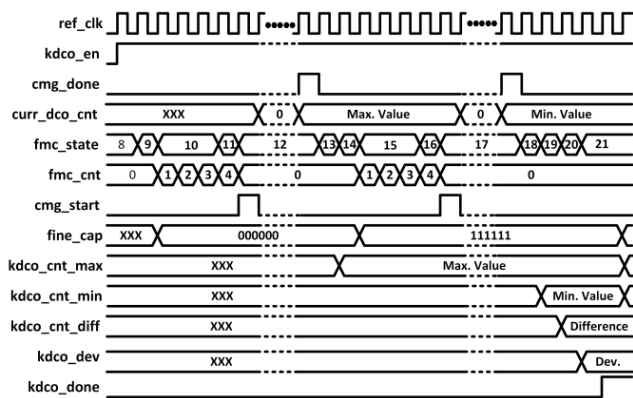 ref_clk
kdco_en
cmg_done
curr_dco_cnt XXX 0 Max. Value 0 Min. Value
fmc_state 8 9 10 11 12 13 14 15 16 17 18 19 20 21
fmc_cnt 0 1 2 3 4 0 1 2 3 4 0
cmg_start
fine_cap XXX 000000 111111
kdco_cnt_max XXX Max. Value
kdco_cnt_min XXX Min. Value
kdco_cnt_diff XXX Difference
kdco_dev XXX Dev.
kdco_done